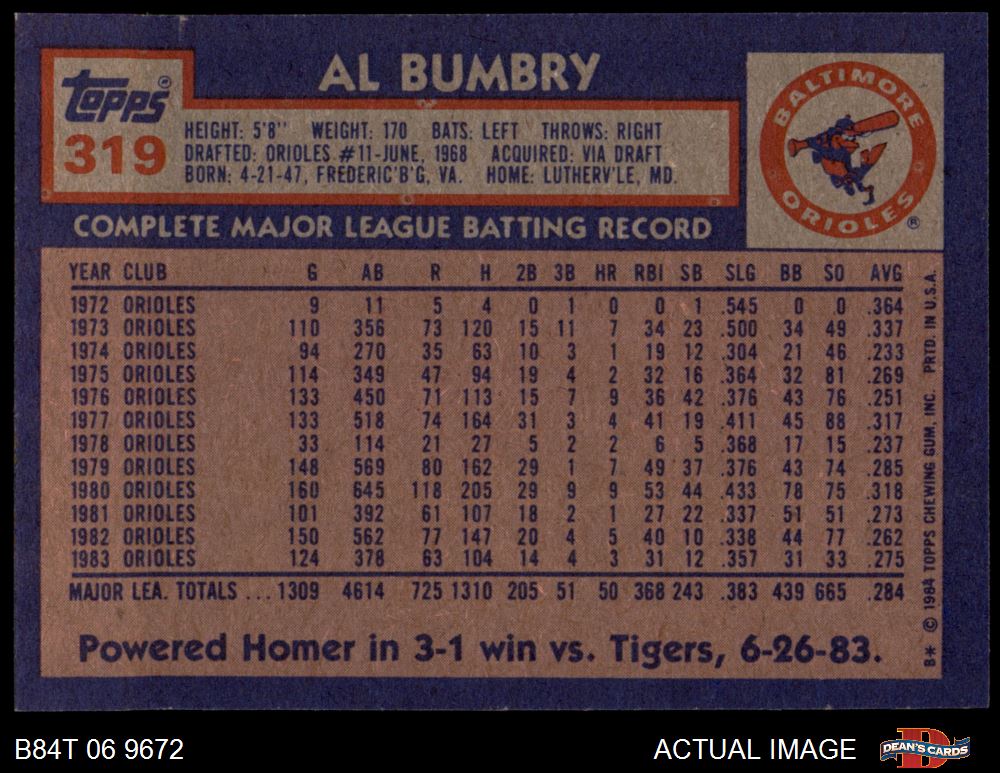 AL BUMBRY
Topps®
319
HEIGHT: 5'8" WEIGHT: 170 BATS: LEFT THROWS: RIGHT
DRAFTED: ORIOLES #11-JUNE, 1968 ACQUIRED: VIA DRAFT
BORN: 4-21-47, FREDERIC'B'G, VA. HOME: LUTHERV'LE, MD.
BALTIMORE
ORIOLES ®
COMPLETE MAJOR LEAGUE BATTING RECORD
YEAR CLUB G AB R H 2B 3B HR RBI SB SLG BB SO AVG
1972 ORIOLES 9 11 5 4 0 1 0 0 1 .545 0 0 .364
1973 ORIOLES 110 356 73 120 15 11 7 34 23 .500 34 49 .337
1974 ORIOLES 94 270 35 63 10 3 1 19 12 .304 21 46 .233
1975 ORIOLES 114 349 47 94 19 4 2 32 16 .364 32 81 .269
1976 ORIOLES 133 450 71 113 15 7 9 36 42 .376 43 76 .251
1977 ORIOLES 133 518 74 164 31 3 4 41 19 .411 45 88 .317
1978 ORIOLES 33 114 21 27 5 2 2 6 5 .368 17 15 .237
1979 ORIOLES 148 569 80 162 29 1 7 49 37 .376 43 74 .285
1980 ORIOLES 160 645 118 205 29 9 9 53 44 .433 78 75 .318
1981 ORIOLES 101 392 61 107 18 2 1 27 22 .337 51 51 .273
1982 ORIOLES 150 562 77 147 20 4 5 40 10 .338 44 77 .262
1983 ORIOLES 124 378 63 104 14 4 3 31 12 .357 31 33 .275
MAJOR LEA. TOTALS ... 1309 4614 725 1310 205 51 50 368 243 .383 439 665 .284
Powered Homer in 3-1 win vs. Tigers, 6-26-83.
B* © 1984 TOPPS CHEWING GUM, INC. PRTD. IN U.S.A.
B84T 06 9672
ACTUAL IMAGE
DEAN'S CARDS